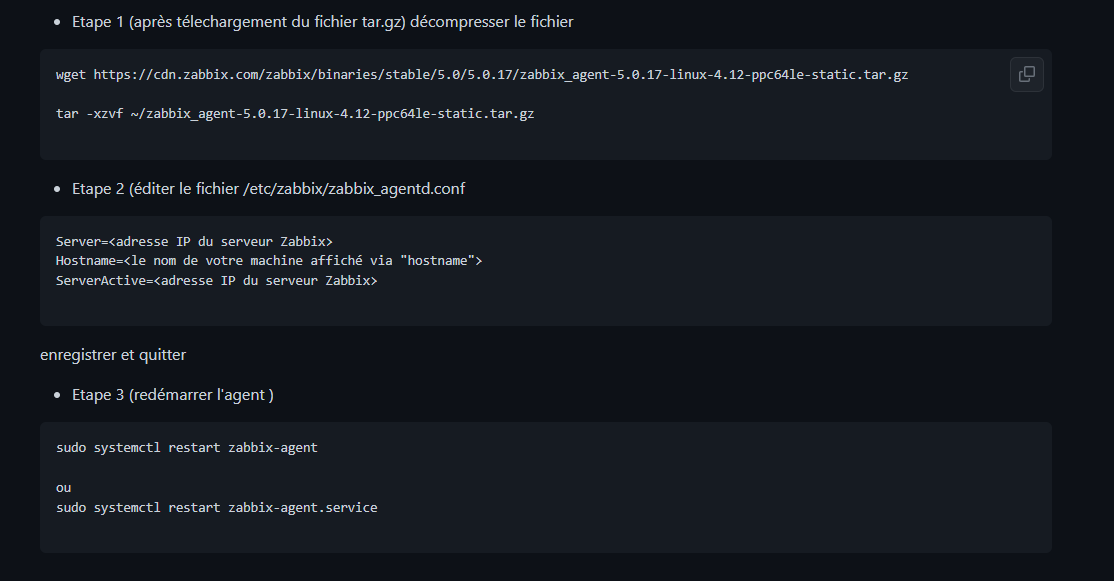 Etape 1 (après télechargement du fichier tar.gz) décompresser le fichier
wget https://cdn.zabbix.com/zabbix/binaries/stable/5.0/5.0.17/zabbix_agent-5.0.17-linux-4.12-ppc64le-static.tar.gz
tar -xzvf ~/zabbix_agent-5.0.17-linux-4.12-ppc64le-static.tar.gz
Etape 2 (éditer le fichier /etc/zabbix/zabbix_agentd.conf
Server=<adresse IP du serveur Zabbix>
Hostname=<le nom de votre machine affiché via "hostname">
ServerActive=<adresse IP du serveur Zabbix>
enregistrer et quitter
Etape 3 (redémarrer l'agent )
sudo systemctl restart zabbix-agent
ou
sudo systemctl restart zabbix-agent.service